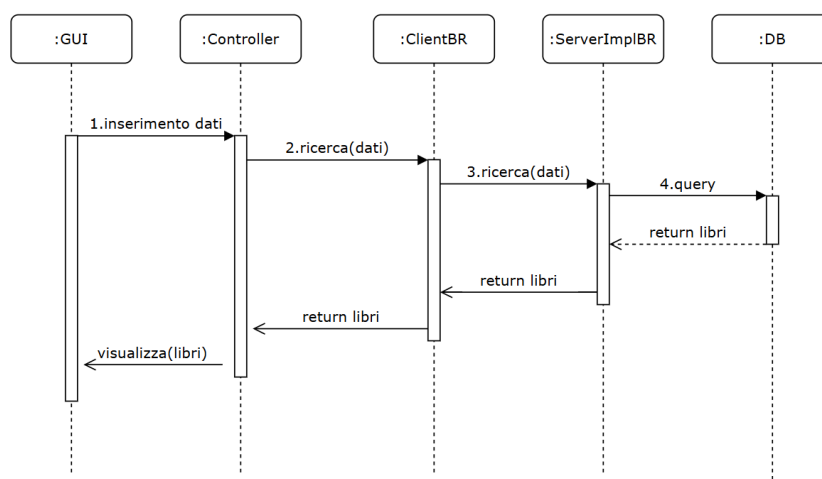 :GUI
:Controller
:ClientBR
:ServerImplBR
:DB
1.inserimento dati
2.ricerca(dati)
3.ricerca(dati)
4.query
return libri
return libri
return libri
visualizza(libri)